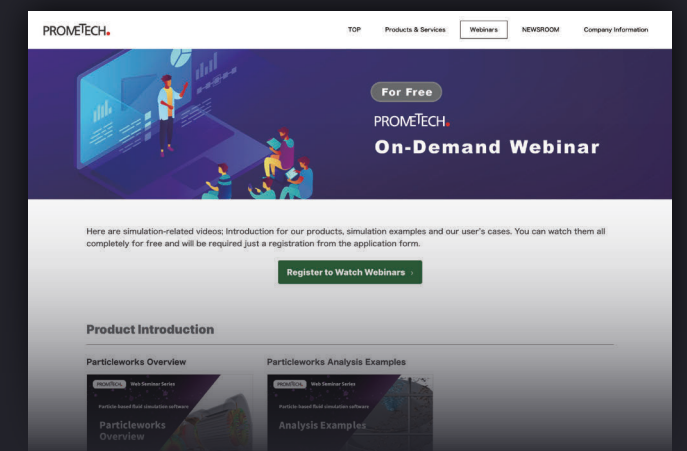 PROMETECH.
TOP Products & Services Webinars NEWSROOM Company Information
For Free
PROMETECH.
On-Demand Webinar
Here are simulation-related videos; Introduction for our products, simulation examples and our user's cases. You can watch them all
completely for free and will be required just a registration from the application form.
Register to Watch Webinars ›
Product Introduction
Particleworks Overview
Particleworks Analysis Examples
PROMETECH. Web Seminar Series
Particle-based fluid simulation software
Particleworks
Overview
PROMETECH. Web Seminar Series
Particle-based fluid simulation software
Analysis Examples